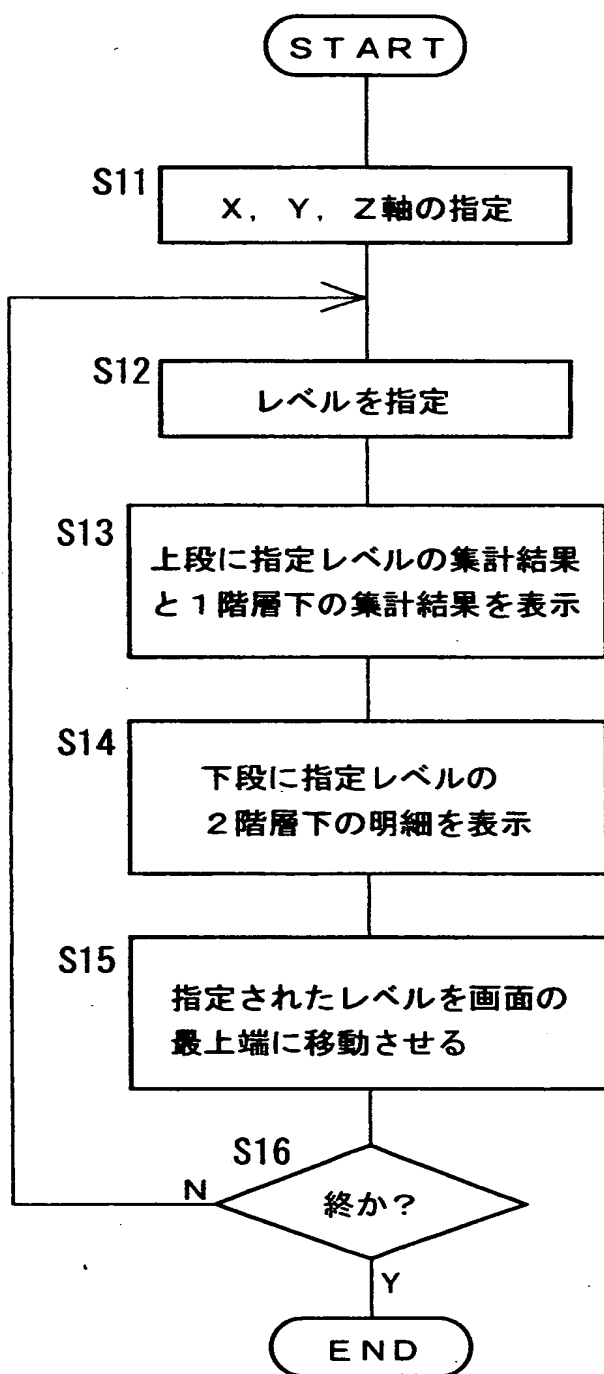 START
S11
X，Y，Z軸の指定
S12
レベルを指定
S13
上段に指定レベルの集計結果
と１階層下の集計結果を表示
S14
下段に指定レベルの
２階層下の明細を表示
S15
指定されたレベルを画面の
最上端に移動させる
S16
N
終か？
Y
END